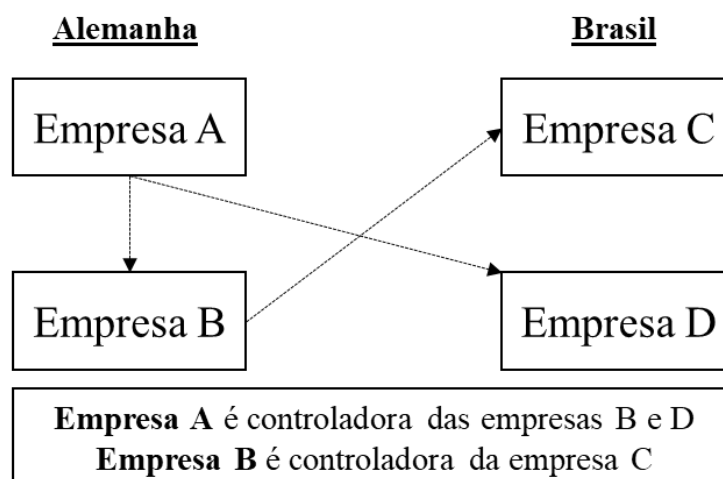 Alemanha
Brasil
Empresa A
Empresa C
Empresa B
Empresa D
Empresa A é controladora das empresas B e D
Empresa B é controladora da empresa C